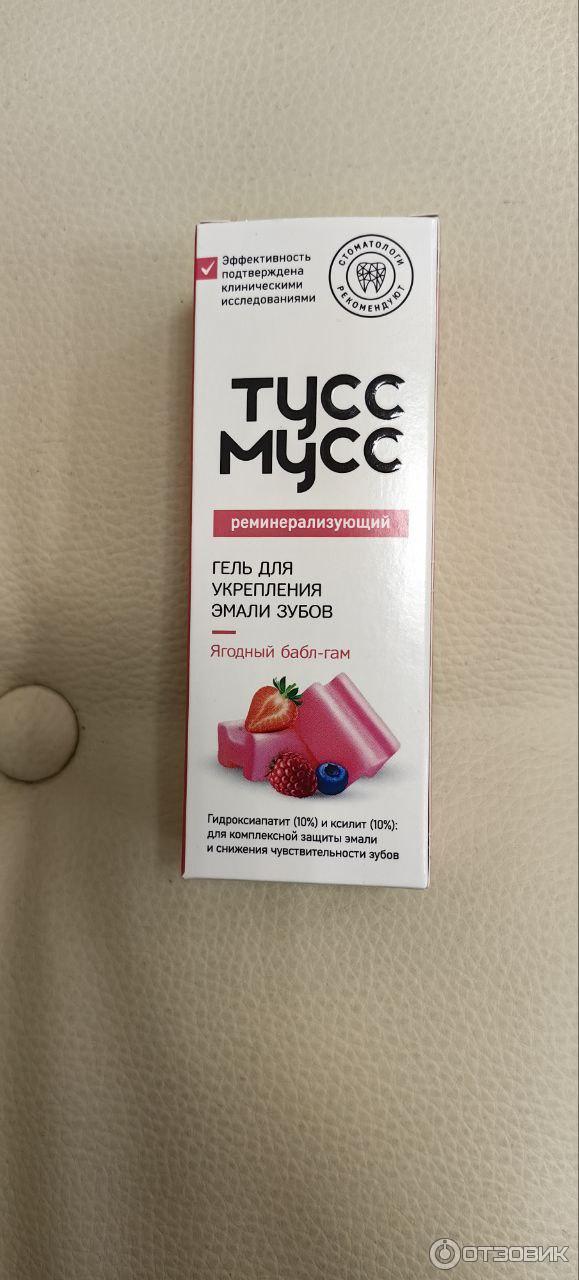 Эффективность
подтверждена
клиническими
исследованиями
СТОМАТОЛОГИ
РЕКОМЕНДУЮТ
ТУСС
МУСС
реминерализующий
ГЕЛЬ ДЛЯ
УКРЕПЛЕНИЯ
ЭМАЛИ ЗУБОВ
Ягодный бабл-гам
Гидроксиапатит (10%) и ксилит (10%):
для комплексной защиты эмали
и снижения чувствительности зубов
ОТЗОВИК